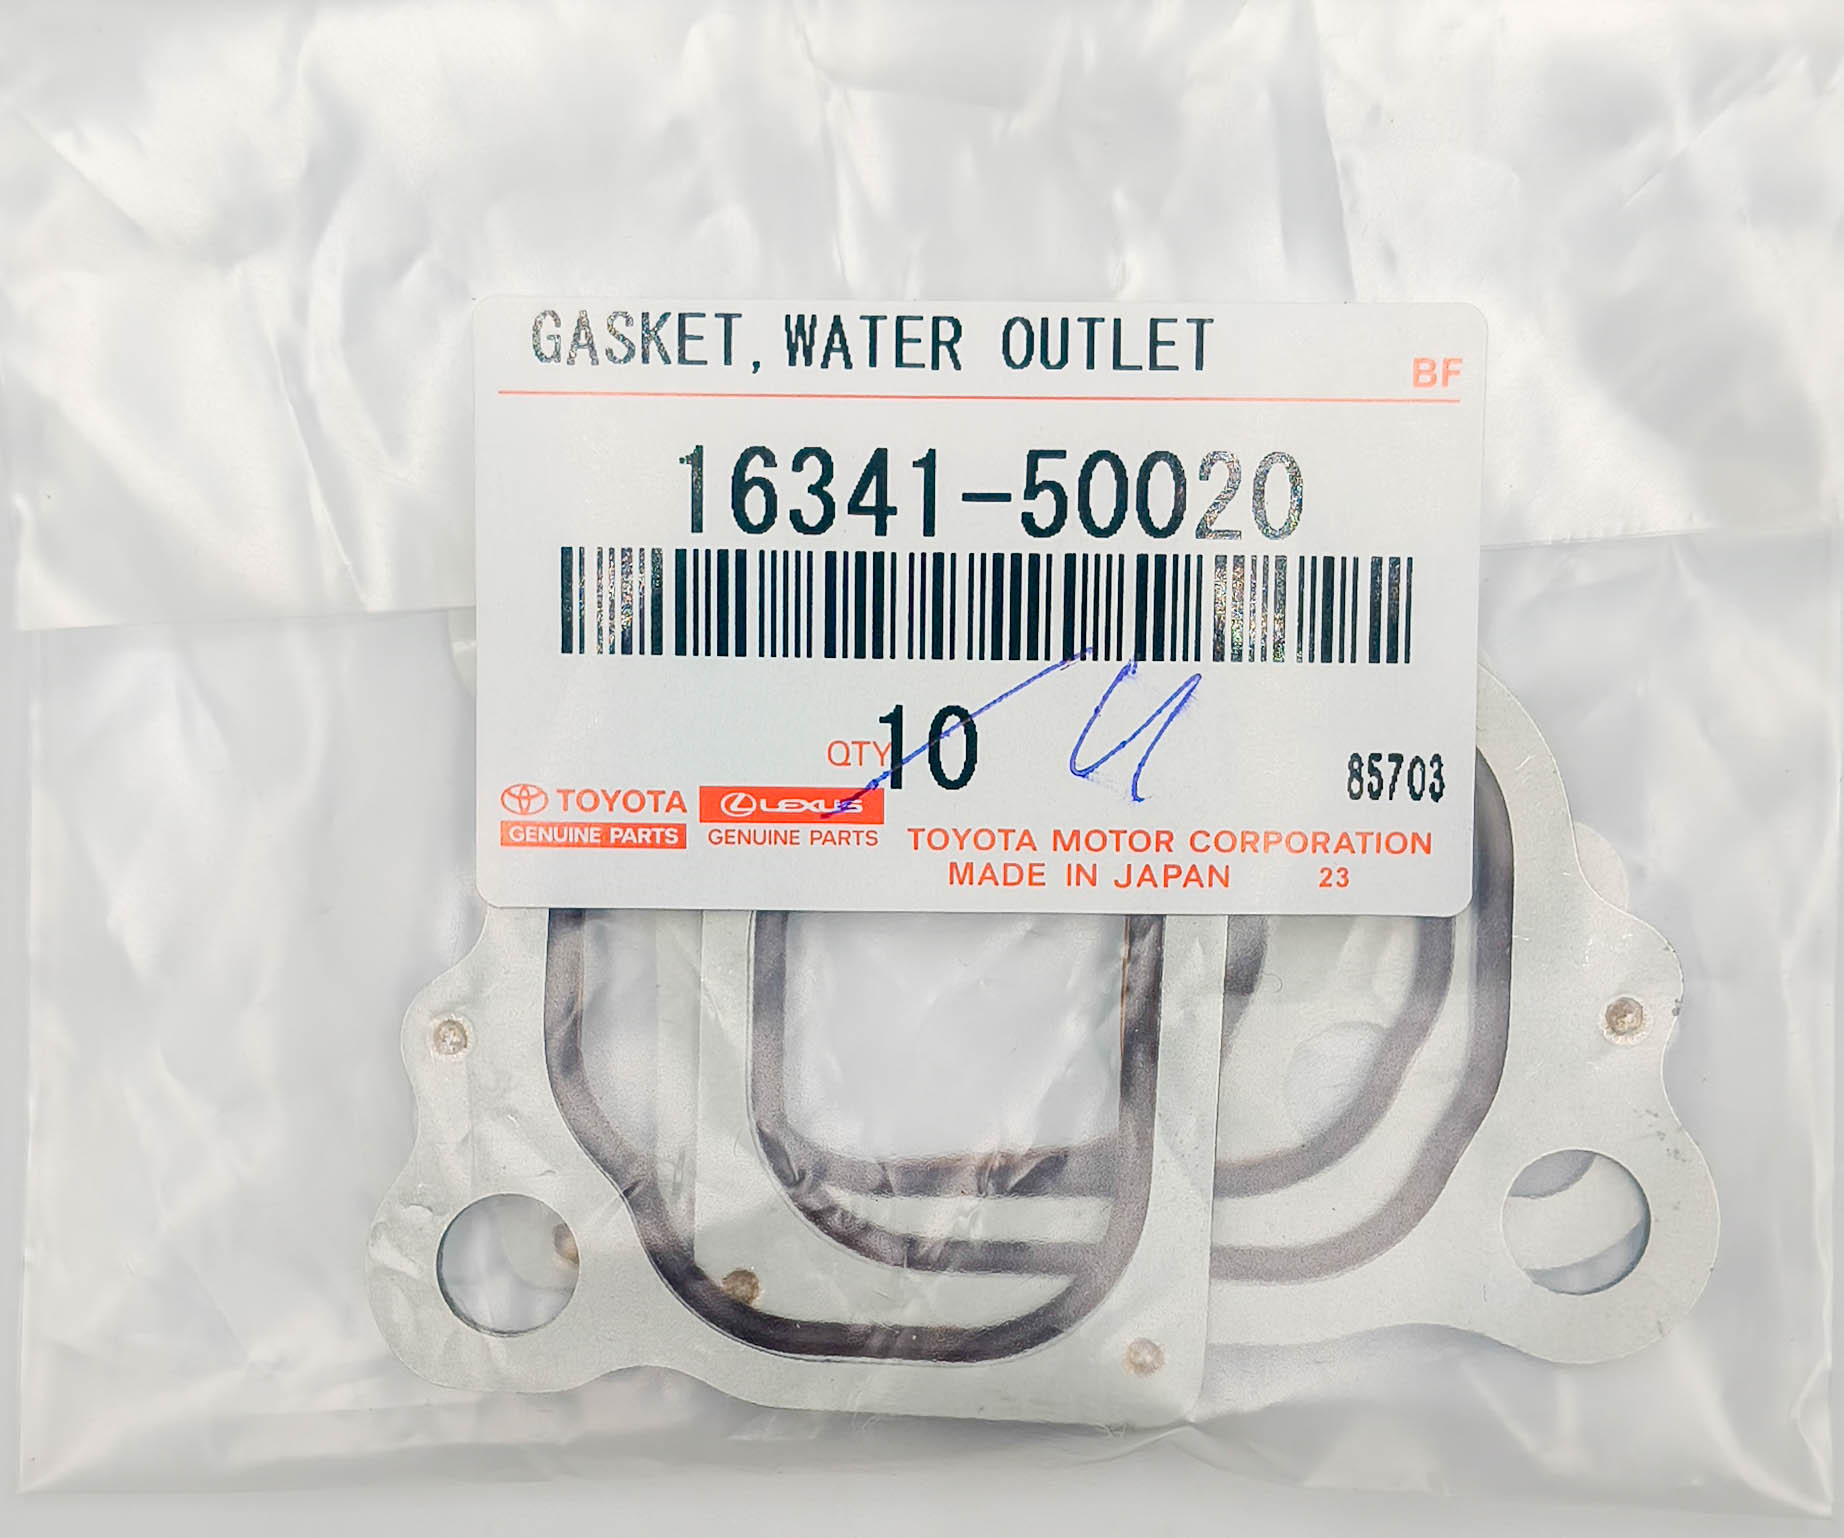 GASKET, WATER OUTLET
BF
16341-50020
QTY 10 4
85703
TOYOTA
GENUINE PARTS
LEXUS
GENUINE PARTS
TOYOTA MOTOR CORPORATION
MADE IN JAPAN 23